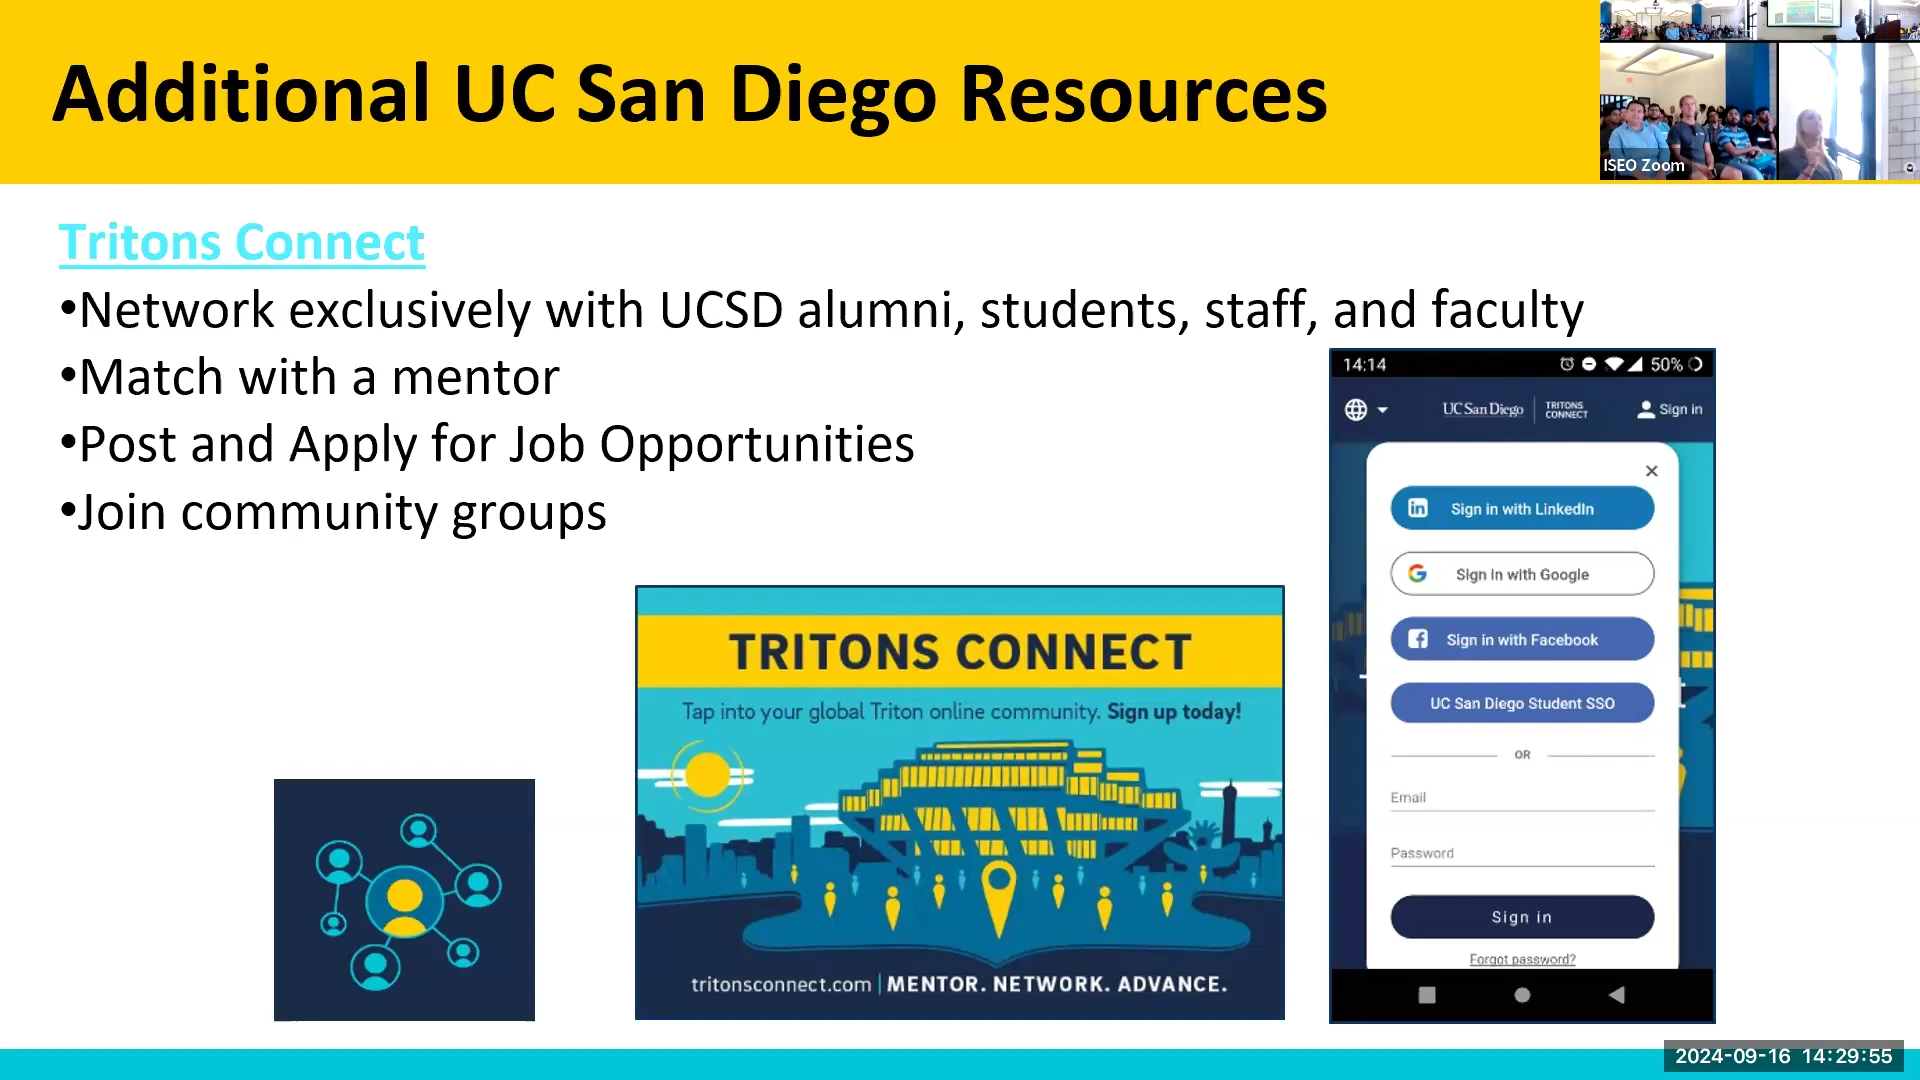 Additional UC San Diego Resources
ISEO Zoom
Tritons Connect
•Network exclusively with UCSD alumni, students, staff, and faculty
•Match with a mentor
•Post and Apply for Job Opportunities
•Join community groups
TRITONS CONNECT
Tap into your global Triton online community. Sign up today!
tritonsconnect.com | MENTOR. NETWORK. ADVANCE.
14:14 50%
UC San Diego | TRITONS CONNECT Sign in
Sign in with LinkedIn
Sign in with Google
Sign in with Facebook
UC San Diego Student SSO
OR
Email
Password
Sign in
Forgot password?
2024-09-16 14:29:55